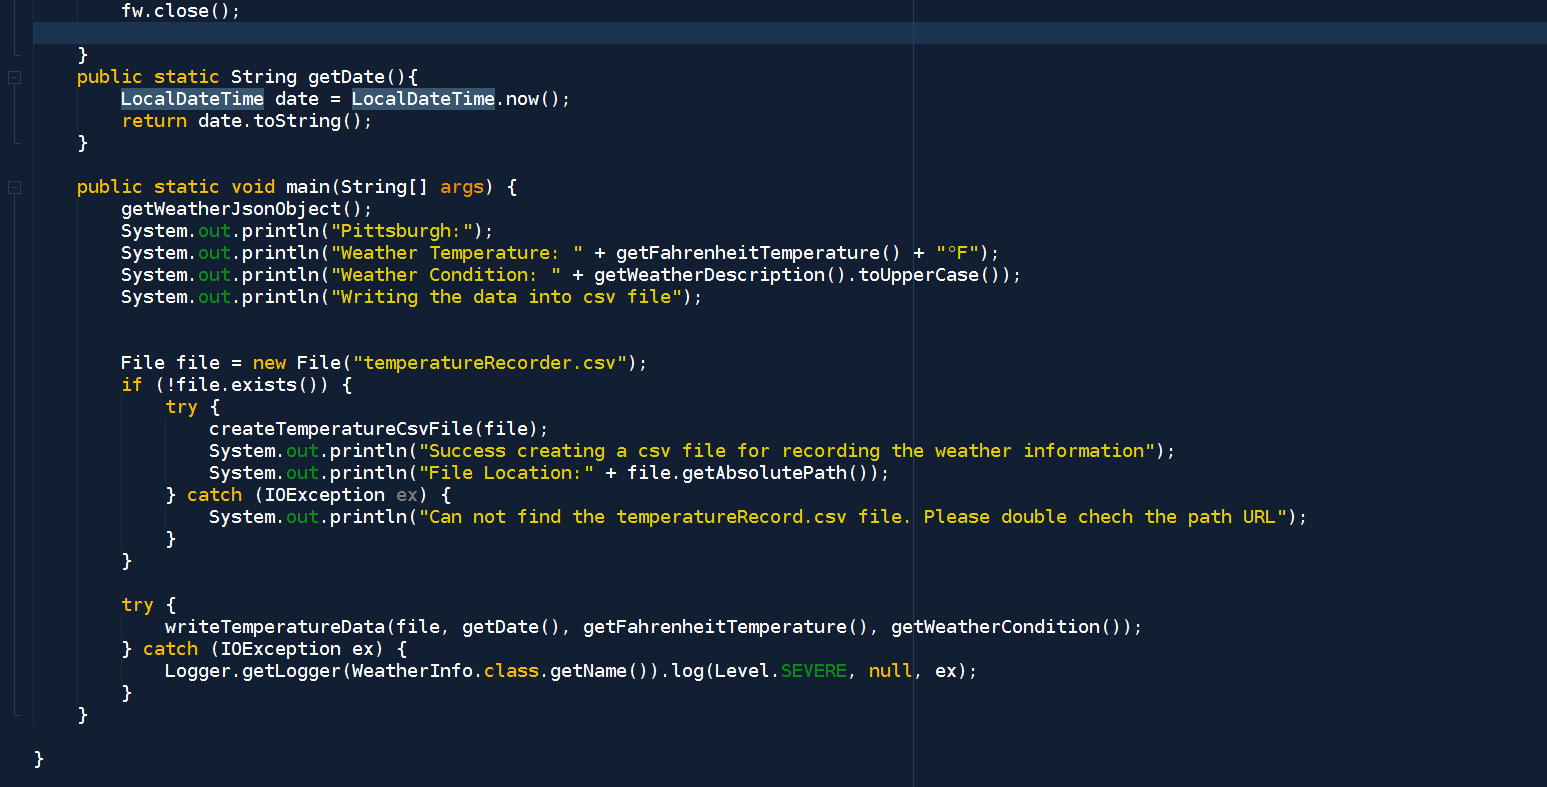 fw.close();
}
public static String getDate(){
LocalDateTime date = LocalDateTime.now();
return date.toString();
}
public static void main(String[] args) {
getWeatherJsonObject();
System.out.println("Pittsburgh:");
System.out.println("Weather Temperature: " + getFahrenheitTemperature() + "°F");
System.out.println("Weather Condition: " + getWeatherDescription().toUpperCase());
System.out.println("Writing the data into csv file");
File file = new File("temperatureRecorder.csv");
if (!file.exists()) {
try {
createTemperatureCsvFile(file);
System.out.println("Success creating a csv file for recording the weather information");
System.out.println("File Location:" + file.getAbsolutePath());
} catch (IOException ex) {
System.out.println("Can not find the temperatureRecord.csv file. Please double chech the path URL");
}
}
try {
writeTemperatureData(file, getDate(), getFahrenheitTemperature(), getWeatherCondition());
} catch (IOException ex) {
Logger.getLogger(WeatherInfo.class.getName()).log(Level.SEVERE, null, ex);
}
}
}